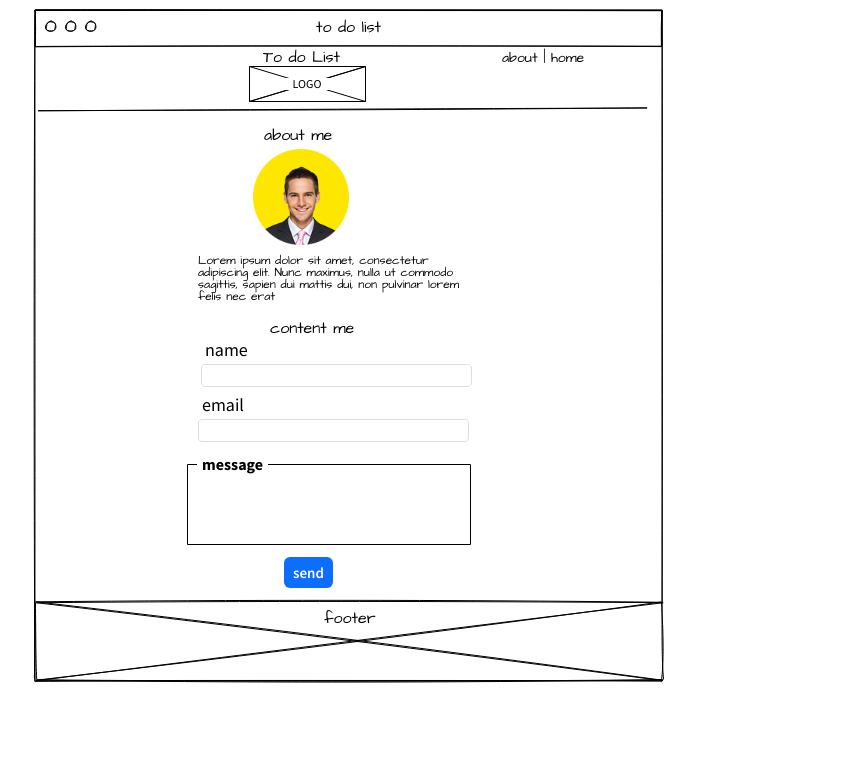 to do list
To do List
about | home
LOGO
about me
Lorem ipsum dolor sit amet, consectetur
adipiscing elit. Nunc maximus, nulla ut commodo
sagittis, sapien dui mattis dui, non pulvinar lorem
felis nec erat
content me
name
email
message
send
footer